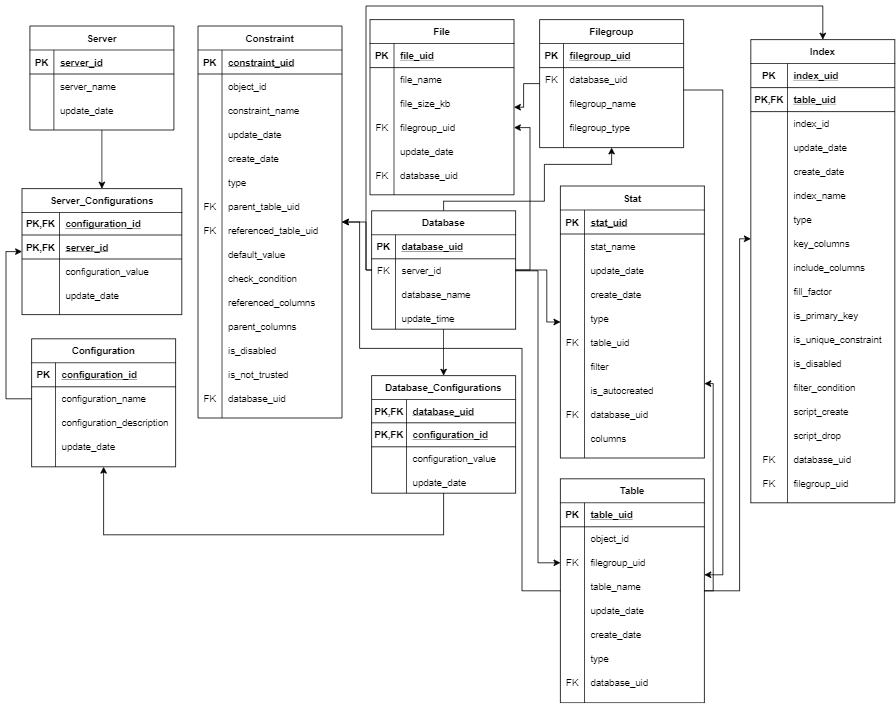 Server
PK server_id
server_name
update_date
Constraint
PK constraint_uid
object_id
constraint_name
update_date
create_date
type
FK parent_table_uid
FK referenced_table_uid
default_value
check_condition
referenced_columns
parent_columns
is_disabled
is_not_trusted
FK database_uid
File
PK file_uid
file_name
file_size_kb
FK filegroup_uid
update_date
FK database_uid
Filegroup
PK filegroup_uid
FK database_uid
filegroup_name
filegroup_type
Index
PK index_uid
PK,FK table_uid
index_id
update_date
create_date
index_name
type
key_columns
include_columns
fill_factor
is_primary_key
is_unique_constraint
is_disabled
filter_condition
script_create
script_drop
FK database_uid
FK filegroup_uid
Server_Configurations
PK,FK configuration_id
PK,FK server_id
configuration_value
update_date
Database
PK database_uid
FK server_id
database_name
update_time
Stat
PK stat_uid
stat_name
update_date
create_date
type
FK table_uid
filter
is_autocreated
FK database_uid
columns
Configuration
PK configuration_id
configuration_name
configuration_description
update_date
Database_Configurations
PK,FK database_uid
PK,FK configuration_id
configuration_value
update_date
Table
PK table_uid
object_id
FK filegroup_uid
table_name
update_date
create_date
type
FK database_uid